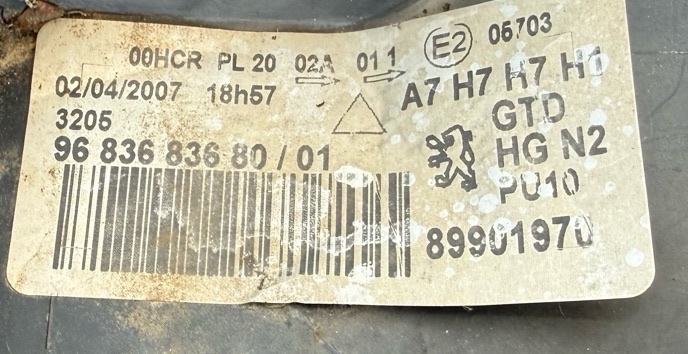 00HCR PL 20 02A 01 1 E2 05703
02/04/2007 18h57 A7 H7 H7 H1
3205 GTD
96 836 836 80 / 01 HG N2
PU10
89901970